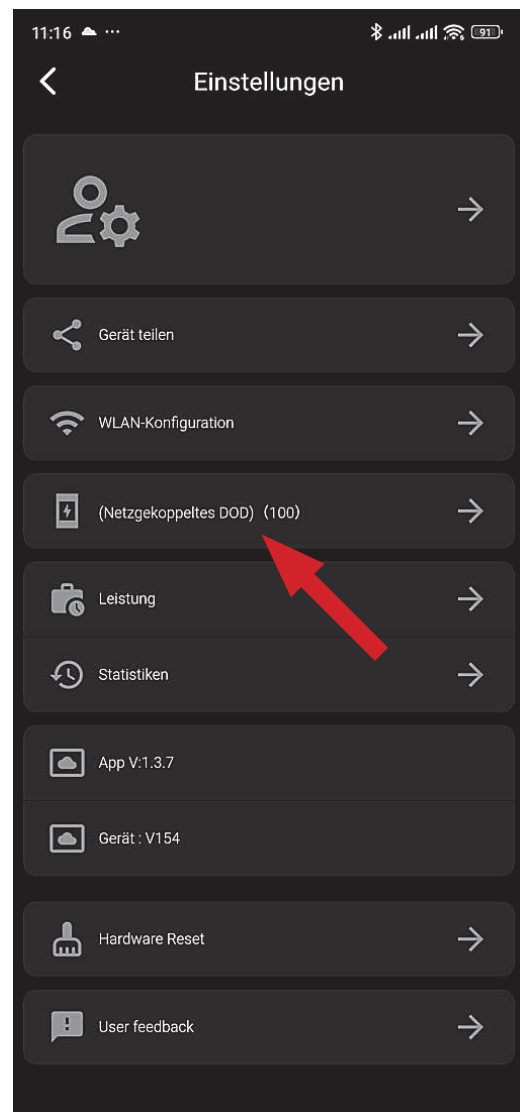 11:16 ...
91
Einstellungen
Gerät teilen
WLAN-Konfiguration
(Netzgekoppeltes DOD) (100)
Leistung
Statistiken
App V:1.3.7
Gerät : V154
Hardware Reset
User feedback